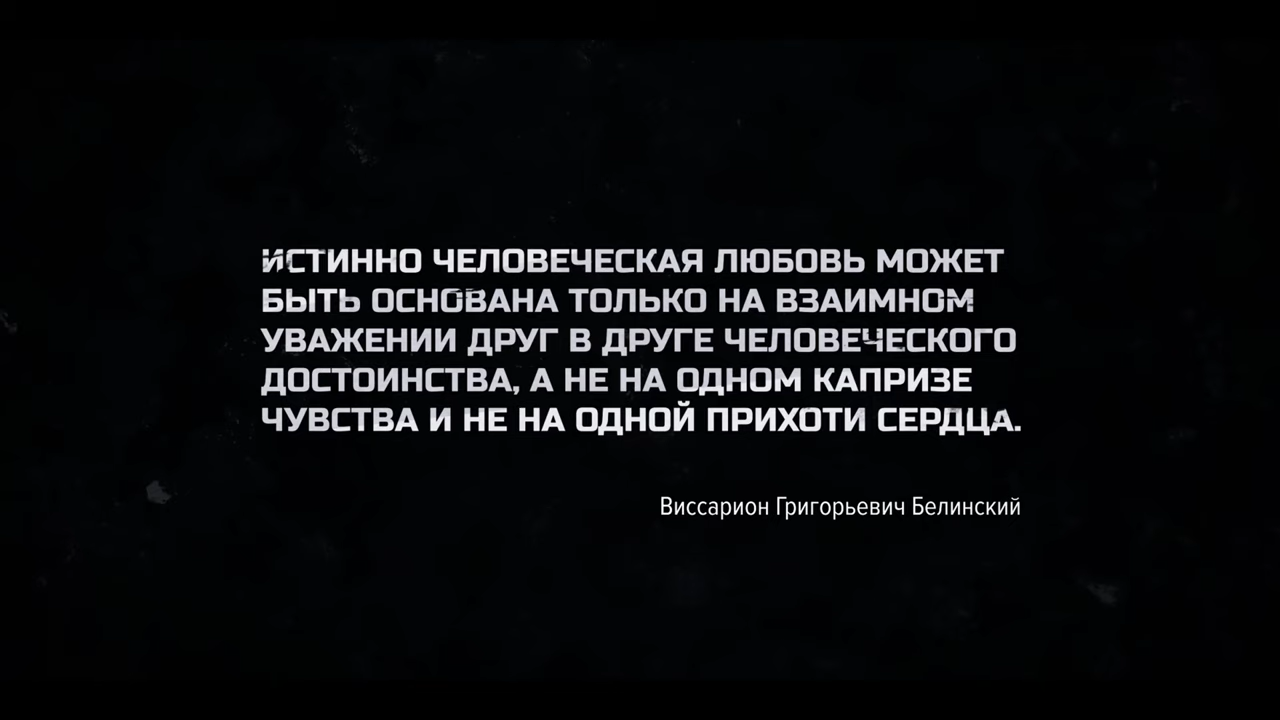 ИСТИННО ЧЕЛОВЕЧЕСКАЯ ЛЮБОВЬ МОЖЕТ
БЫТЬ ОСНОВАНА ТОЛЬКО НА ВЗАИМНОМ
УВАЖЕНИИ ДРУГ В ДРУГЕ ЧЕЛОВЕЧЕСКОГО
ДОСТОИНСТВА, А НЕ НА ОДНОМ КАПРИЗЕ
ЧУВСТВА И НЕ НА ОДНОЙ ПРИХОТИ СЕРДЦА.
Виссарион Григорьевич Белинский